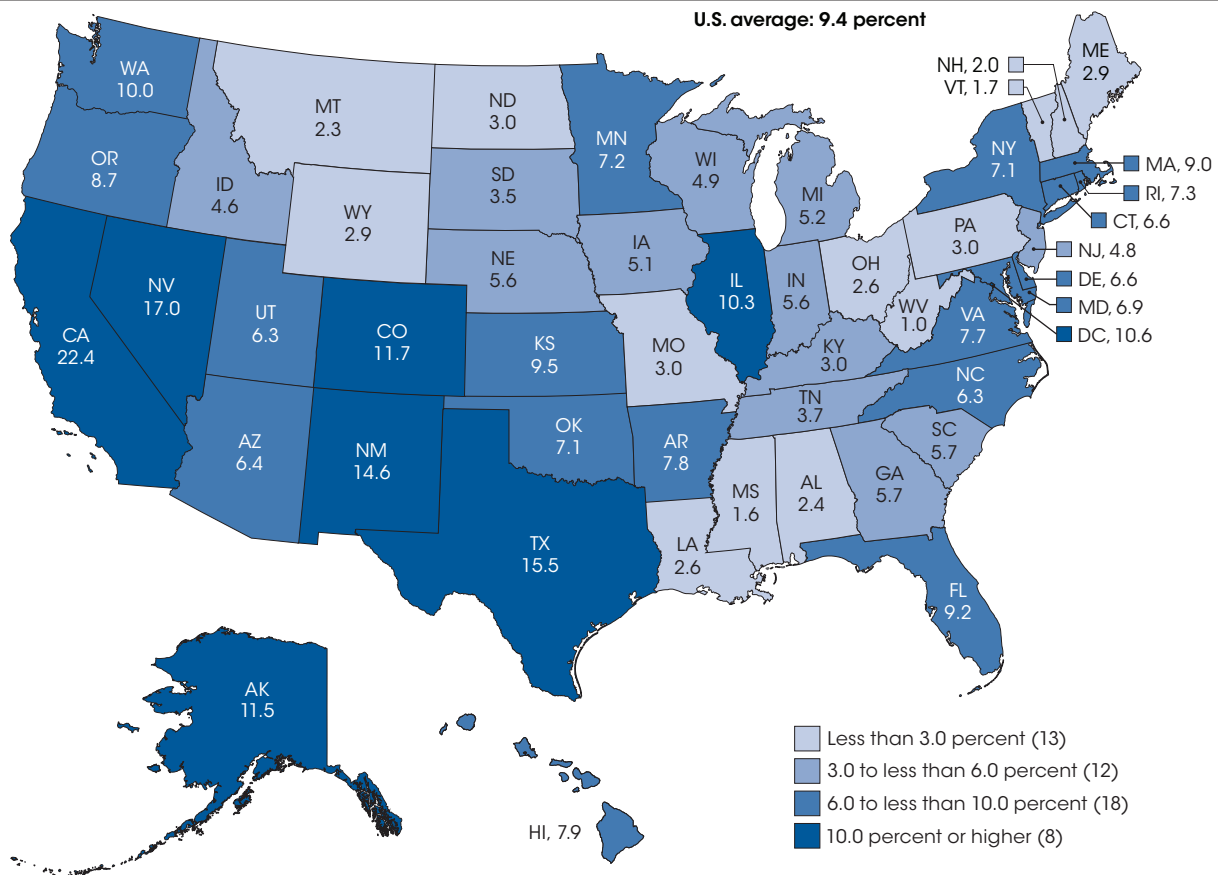 U.S. average: 9.4 percent
WA
10.0
OR
8.7
CA
22.4
NV
17.0
ID
4.6
MT
2.3
WY
2.9
UT
6.3
AZ
6.4
CO
11.7
NM
14.6
ND
3.0
SD
3.5
NE
5.6
KS
9.5
OK
7.1
TX
15.5
MN
7.2
IA
5.1
MO
3.0
AR
7.8
LA
2.6
WI
4.9
IL
10.3
MI
5.2
IN
5.6
OH
2.6
KY
3.0
TN
3.7
MS
1.6
AL
2.4
GA
5.7
FL
9.2
SC
5.7
NC
6.3
VA
7.7
WV
1.0
PA
3.0
NY
7.1
ME
2.9
NH, 2.0
VT, 1.7
MA, 9.0
RI, 7.3
CT, 6.6
NJ, 4.8
DE, 6.6
MD, 6.9
DC, 10.6
AK
11.5
HI, 7.9
Less than 3.0 percent (13)
3.0 to less than 6.0 percent (12)
6.0 to less than 10.0 percent (18)
10.0 percent or higher (8)